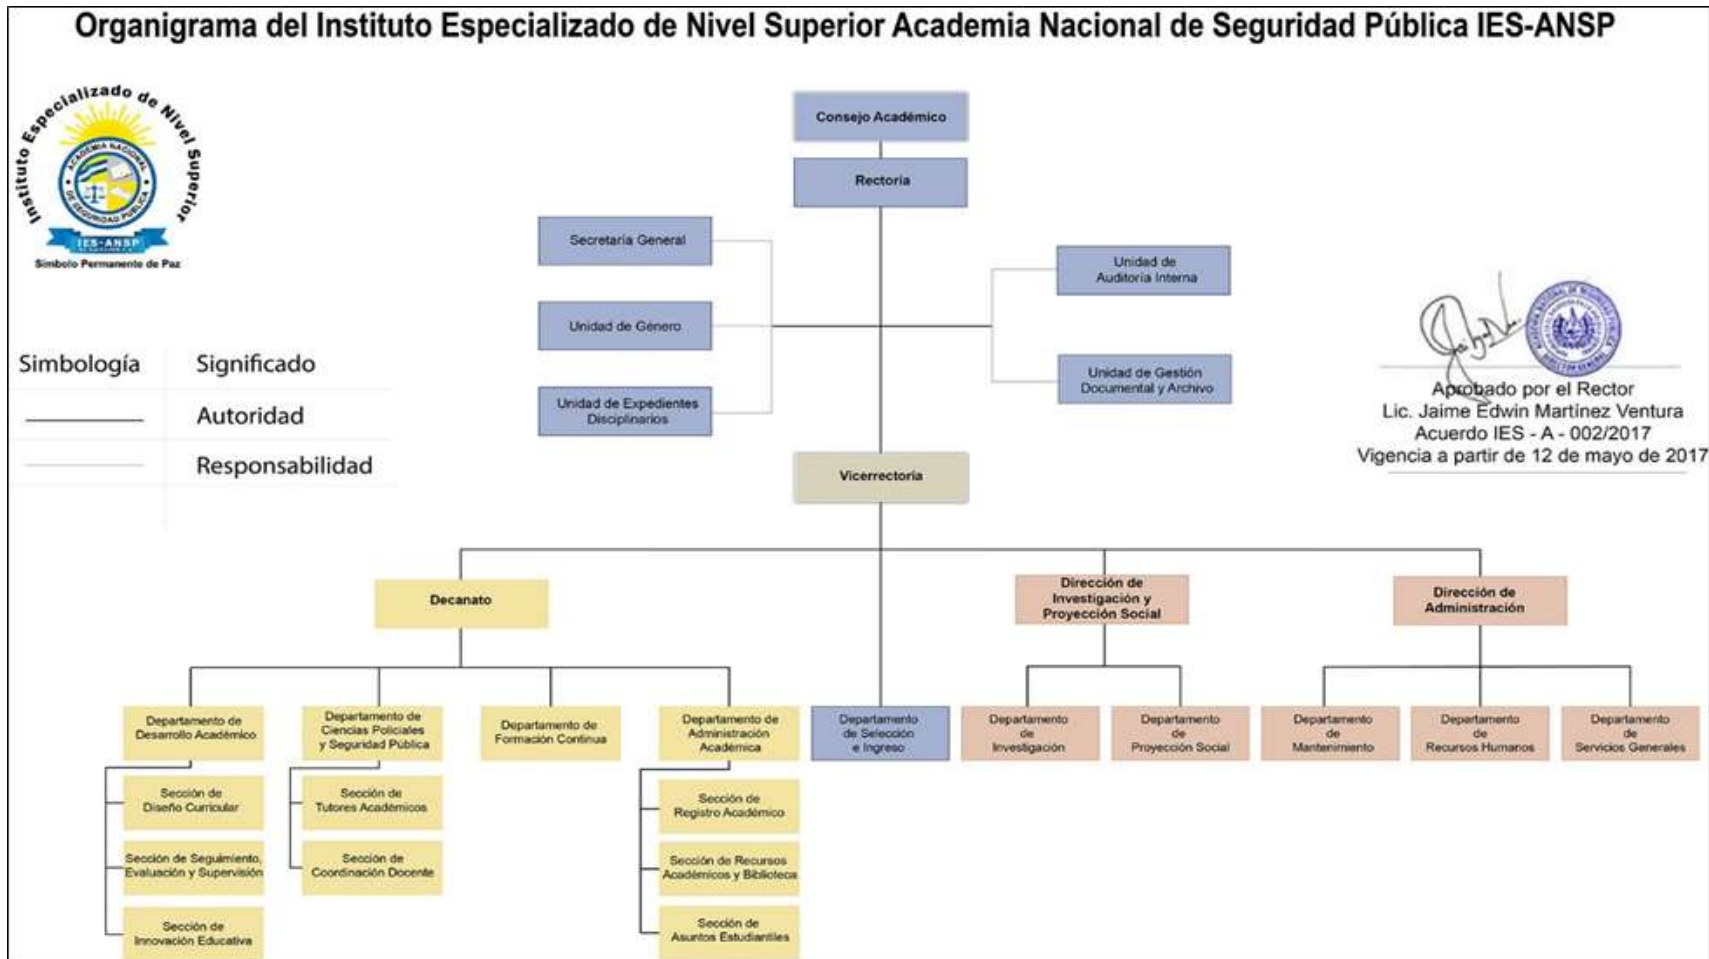 Organigrama del Instituto Especializado de Nivel Superior Academia Nacional de Seguridad Pública IES-ANSP
Instituto Especializado de Nivel Superior
ACADEMIA NACIONAL
DE SEGURIDAD PÚBLICA
IES-ANSP
Símbolo Permanente de Paz
Consejo Académico
Rectoría
Secretaría General
Unidad de Género
Unidad de Expedientes
Disciplinarios
Unidad de
Auditoría Interna
Unidad de Gestión
Documental y Archivo
Simbología
Significado
Autoridad
Responsabilidad
Aprobado por el Rector
Lic. Jaime Edwin Martínez Ventura
Acuerdo IES - A - 002/2017
Vigencia a partir de 12 de mayo de 2017
Vicerrectoría
Decanato
Dirección de
Investigación y
Proyección Social
Dirección de
Administración
Departamento de
Desarrollo Académico
Departamento de
Ciencias Policiales
y Seguridad Pública
Departamento de
Formación Continua
Departamento de
Administración
Académica
Departamento
de Selección
e Ingreso
Departamento
de
Investigación
Departamento
de
Proyección Social
Departamento
de
Mantenimiento
Departamento
de
Recursos Humanos
Departamento
de
Servicios Generales
Sección de
Diseño Curricular
Sección de Seguimiento,
Evaluación y Supervisión
Sección de
Innovación Educativa
Sección de
Tutores Académicos
Sección de
Coordinación Docente
Sección de
Registro Académico
Sección de Recursos
Académicos y Biblioteca
Sección de
Asuntos Estudiantiles